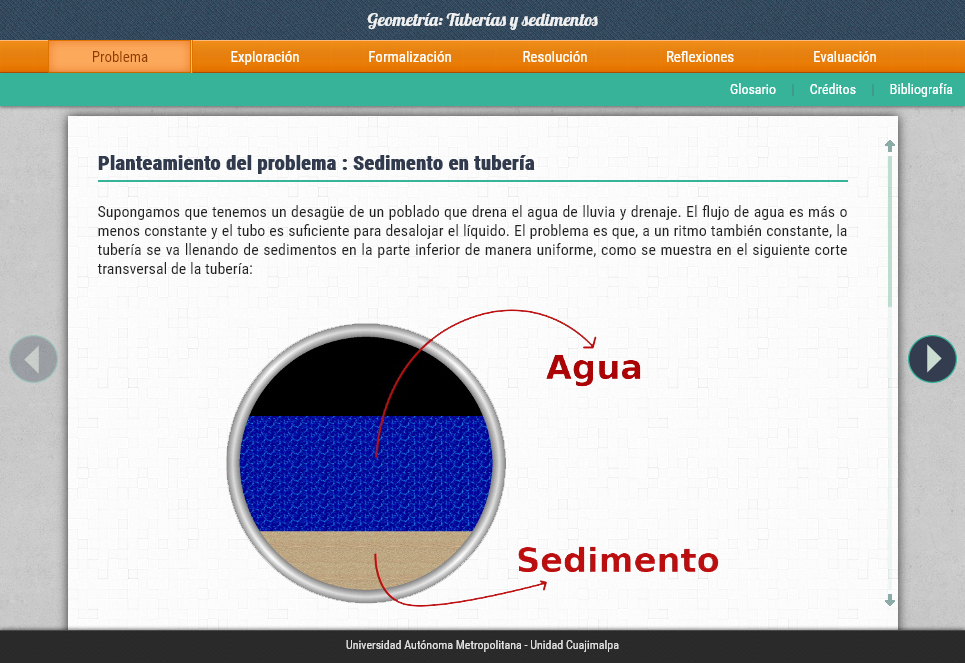 Geometría: Tuberías y sedimentos
Problema
Exploración
Formalización
Resolución
Reflexiones
Evaluación
Glosario | Créditos | Bibliografía
Planteamiento del problema : Sedimento en tubería
Supongamos que tenemos un desagüe de un poblado que drena el agua de lluvia y drenaje. El flujo de agua es más o
menos constante y el tubo es suficiente para desalojar el líquido. El problema es que, a un ritmo también constante, la
tubería se va llenando de sedimentos en la parte inferior de manera uniforme, como se muestra en el siguiente corte
transversal de la tubería:
Agua
Sedimento
Universidad Autónoma Metropolitana - Unidad Cuajimalpa